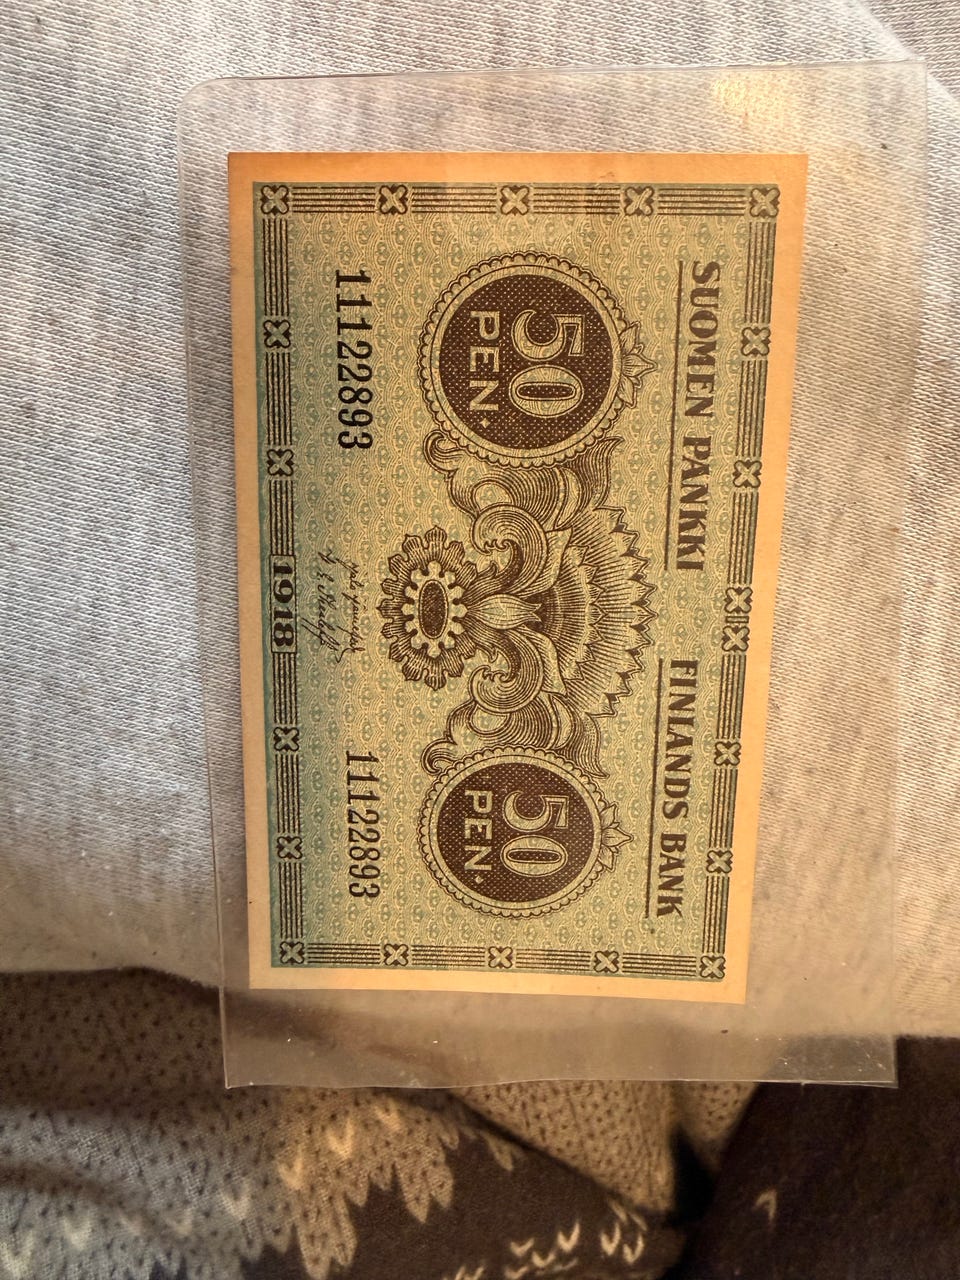 SUOMEN PANKKI FINLANDS BANK
50 50
PEN. PEN.
11122893 11122893
1918